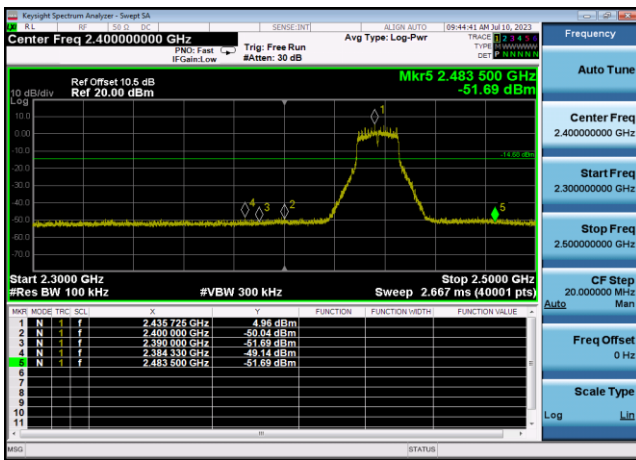 Keysight Spectrum Analyzer - Swept SA
RL RF 50 Ω DC SENSE:INT ALIGN AUTO 09:44:41 AM Jul 10, 2023
Center Freq 2.400000000 GHz
PNO: Fast
IFGain:Low
Trig: Free Run
#Atten: 30 dB
Avg Type: Log-Pwr
TRACE 1 2 3 4 5 6
TYPE M W W W W W
DET P N N N N N
Frequency
Auto Tune
Center Freq
2.400000000 GHz
Start Freq
2.300000000 GHz
Stop Freq
2.500000000 GHz
CF Step
20.000000 MHz
Auto Man
Freq Offset
0 Hz
Scale Type
Log Lin
Ref Offset 10.5 dB
10 dB/div Ref 20.00 dBm
Log
Mkr5 2.483 500 GHz
-51.69 dBm
10.0
0.00
-10.0
-20.0
-30.0
-40.0
-50.0
-60.0
-70.0
1
-14.68 dBm
4
3
2
5
Start 2.3000 GHz Stop 2.5000 GHz
#Res BW 100 kHz #VBW 300 kHz Sweep 2.667 ms (40001 pts)
MKR MODE TRC SCL X Y FUNCTION FUNCTION WIDTH FUNCTION VALUE
1 N 1 f 2.435 725 GHz 4.96 dBm
2 N 1 f 2.400 000 GHz -50.04 dBm
3 N 1 f 2.390 000 GHz -51.69 dBm
4 N 1 f 2.384 330 GHz -49.14 dBm
5 N 1 f 2.483 500 GHz -51.69 dBm
6
7
8
9
10
11
MSG STATUS